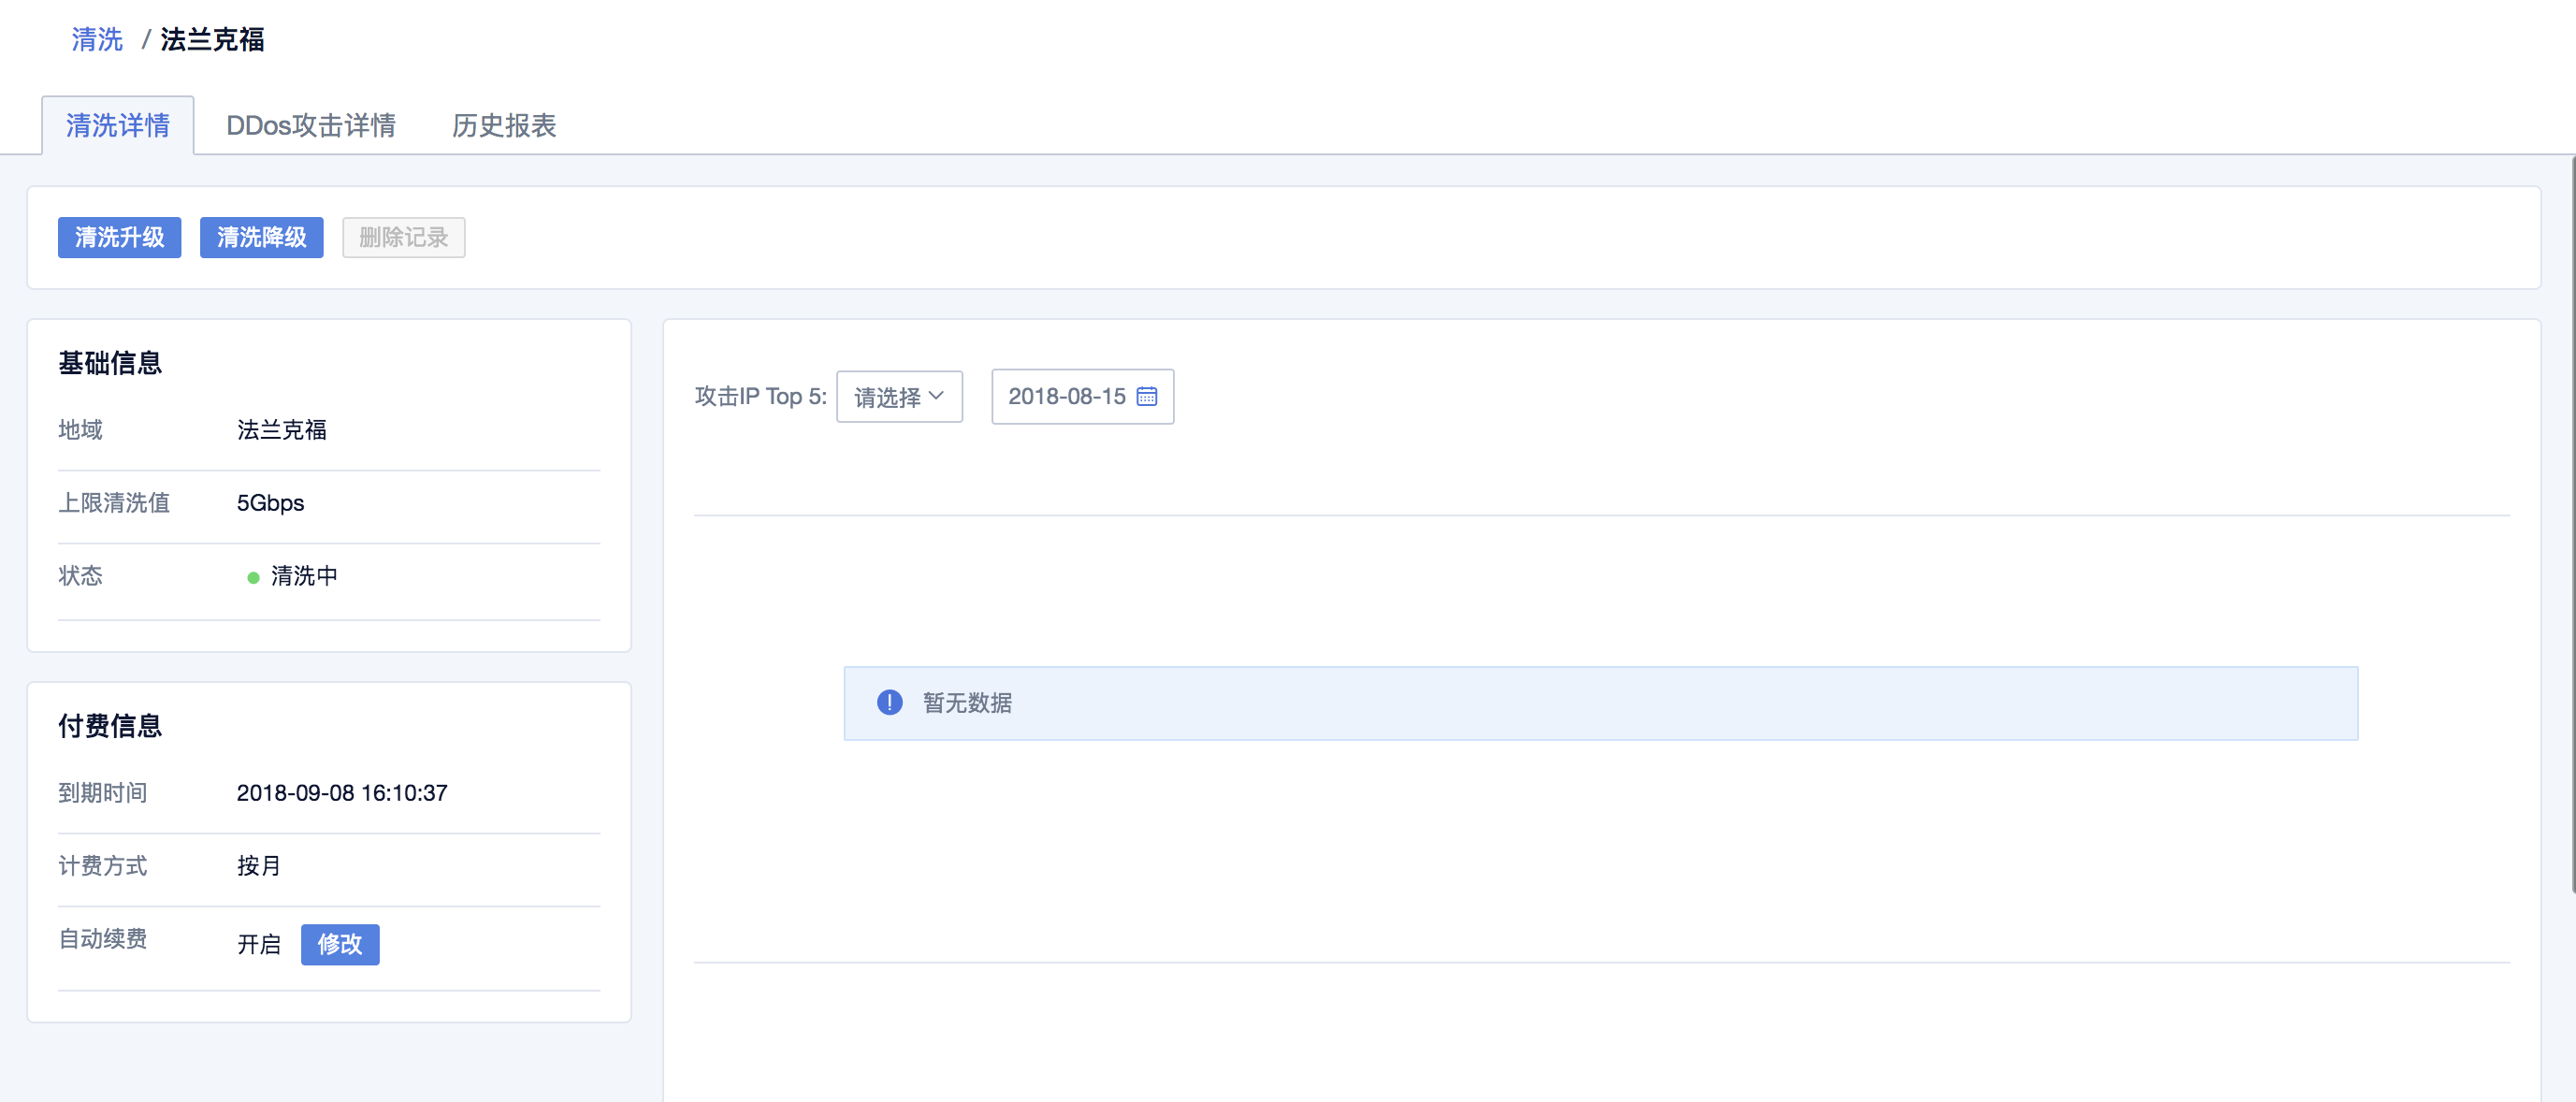 清洗 / 法兰克福
清洗详情 DDos攻击详情 历史报表
清洗升级 清洗降级 删除记录
基础信息
地域 法兰克福
上限清洗值 5Gbps
状态 清洗中
付费信息
到期时间 2018-09-08 16:10:37
计费方式 按月
自动续费 开启 修改
攻击IP Top 5: 请选择 2018-08-15
暂无数据